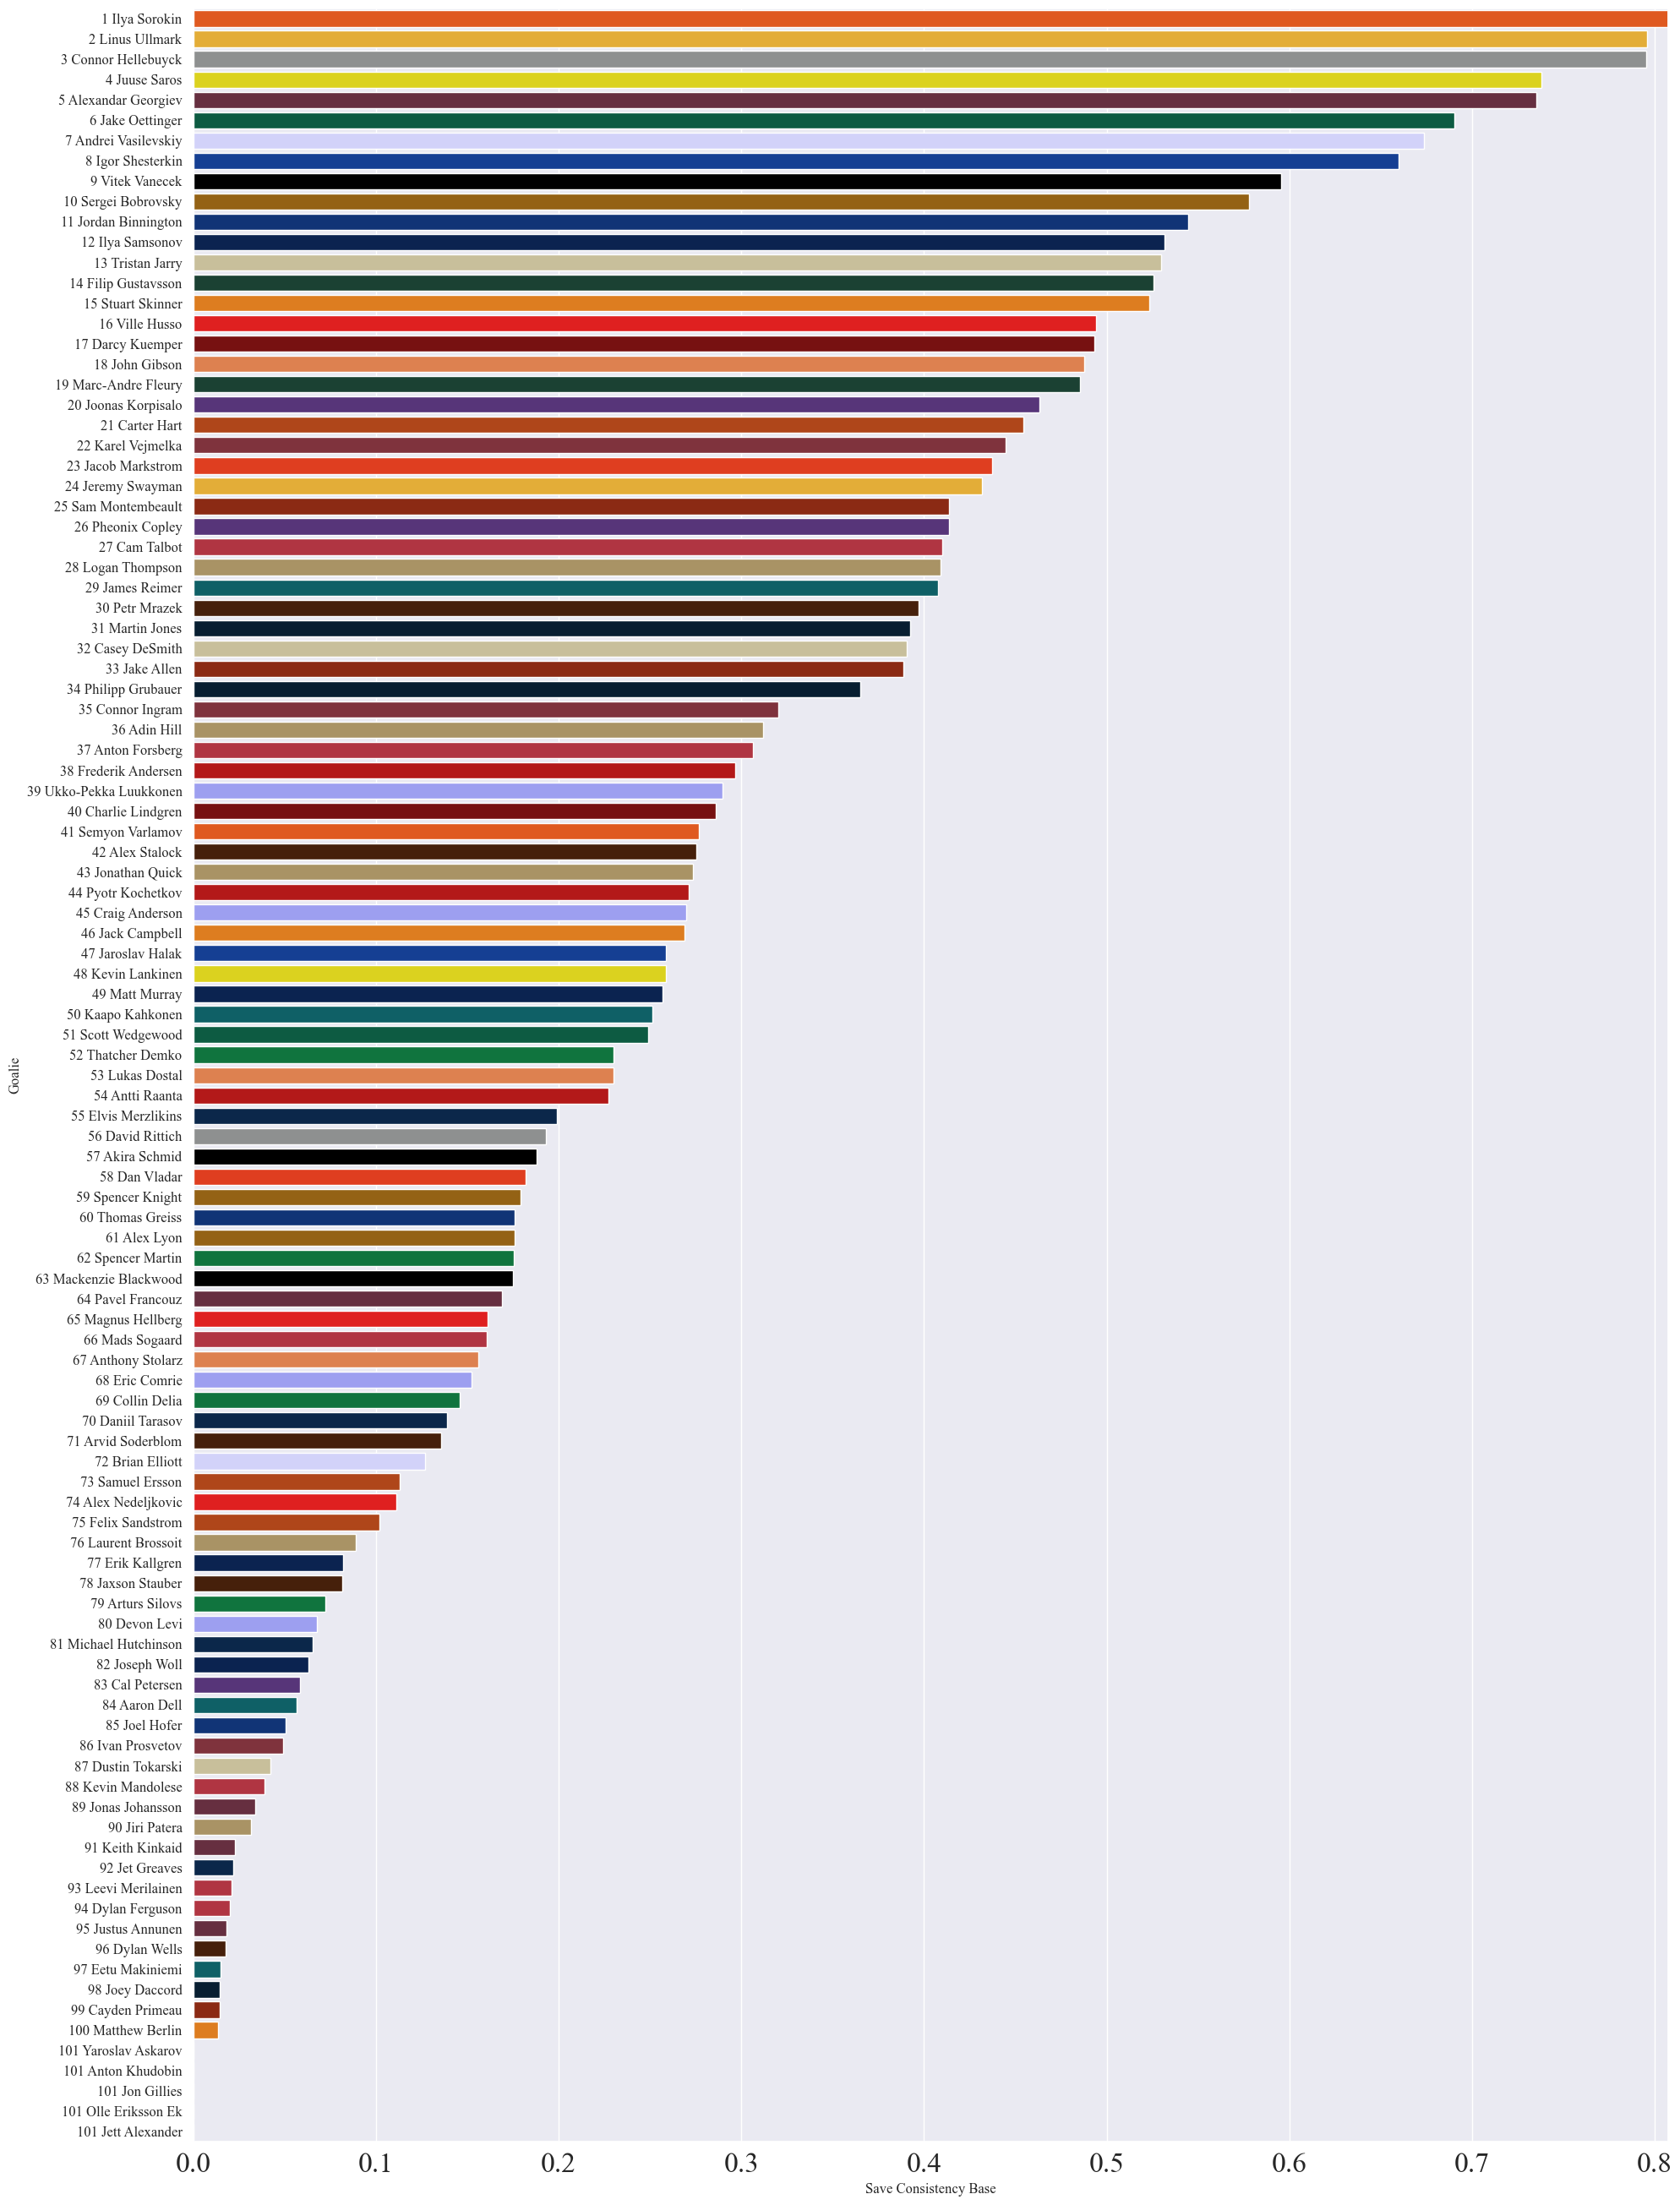 1 Ilya Sorokin
2 Linus Ullmark
3 Connor Hellebuyck
4 Juuse Saros
5 Alexandar Georgiev
6 Jake Oettinger
7 Andrei Vasilevskiy
8 Igor Shesterkin
9 Vitek Vanecek
10 Sergei Bobrovsky
11 Jordan Binnington
12 Ilya Samsonov
13 Tristan Jarry
14 Filip Gustavsson
15 Stuart Skinner
16 Ville Husso
17 Darcy Kuemper
18 John Gibson
19 Marc-Andre Fleury
20 Joonas Korpisalo
21 Carter Hart
22 Karel Vejmelka
23 Jacob Markstrom
24 Jeremy Swayman
25 Sam Montembeault
26 Pheonix Copley
27 Cam Talbot
28 Logan Thompson
29 James Reimer
30 Petr Mrazek
31 Martin Jones
32 Casey DeSmith
33 Jake Allen
34 Philipp Grubauer
35 Connor Ingram
36 Adin Hill
37 Anton Forsberg
38 Frederik Andersen
39 Ukko-Pekka Luukkonen
40 Charlie Lindgren
41 Semyon Varlamov
42 Alex Stalock
43 Jonathan Quick
44 Pyotr Kochetkov
45 Craig Anderson
46 Jack Campbell
47 Jaroslav Halak
48 Kevin Lankinen
49 Matt Murray
50 Kaapo Kahkonen
51 Scott Wedgewood
52 Thatcher Demko
53 Lukas Dostal
54 Antti Raanta
55 Elvis Merzlikins
56 David Rittich
57 Akira Schmid
58 Dan Vladar
59 Spencer Knight
60 Thomas Greiss
61 Alex Lyon
62 Spencer Martin
63 Mackenzie Blackwood
64 Pavel Francouz
65 Magnus Hellberg
66 Mads Sogaard
67 Anthony Stolarz
68 Eric Comrie
69 Collin Delia
70 Daniil Tarasov
71 Arvid Soderblom
72 Brian Elliott
73 Samuel Ersson
74 Alex Nedeljkovic
75 Felix Sandstrom
76 Laurent Brossoit
77 Erik Kallgren
78 Jaxson Stauber
79 Arturs Silovs
80 Devon Levi
81 Michael Hutchinson
82 Joseph Woll
83 Cal Petersen
84 Aaron Dell
85 Joel Hofer
86 Ivan Prosvetov
87 Dustin Tokarski
88 Kevin Mandolese
89 Jonas Johansson
90 Jiri Patera
91 Keith Kinkaid
92 Jet Greaves
93 Leevi Merilainen
94 Dylan Ferguson
95 Justus Annunen
96 Dylan Wells
97 Eetu Makiniemi
98 Joey Daccord
99 Cayden Primeau
100 Matthew Berlin
101 Yaroslav Askarov
101 Anton Khudobin
101 Jon Gillies
101 Olle Eriksson Ek
101 Jett Alexander
Goalie
0.0 0.1 0.2 0.3 0.4 0.5 0.6 0.7 0.8
Save Consistency Base